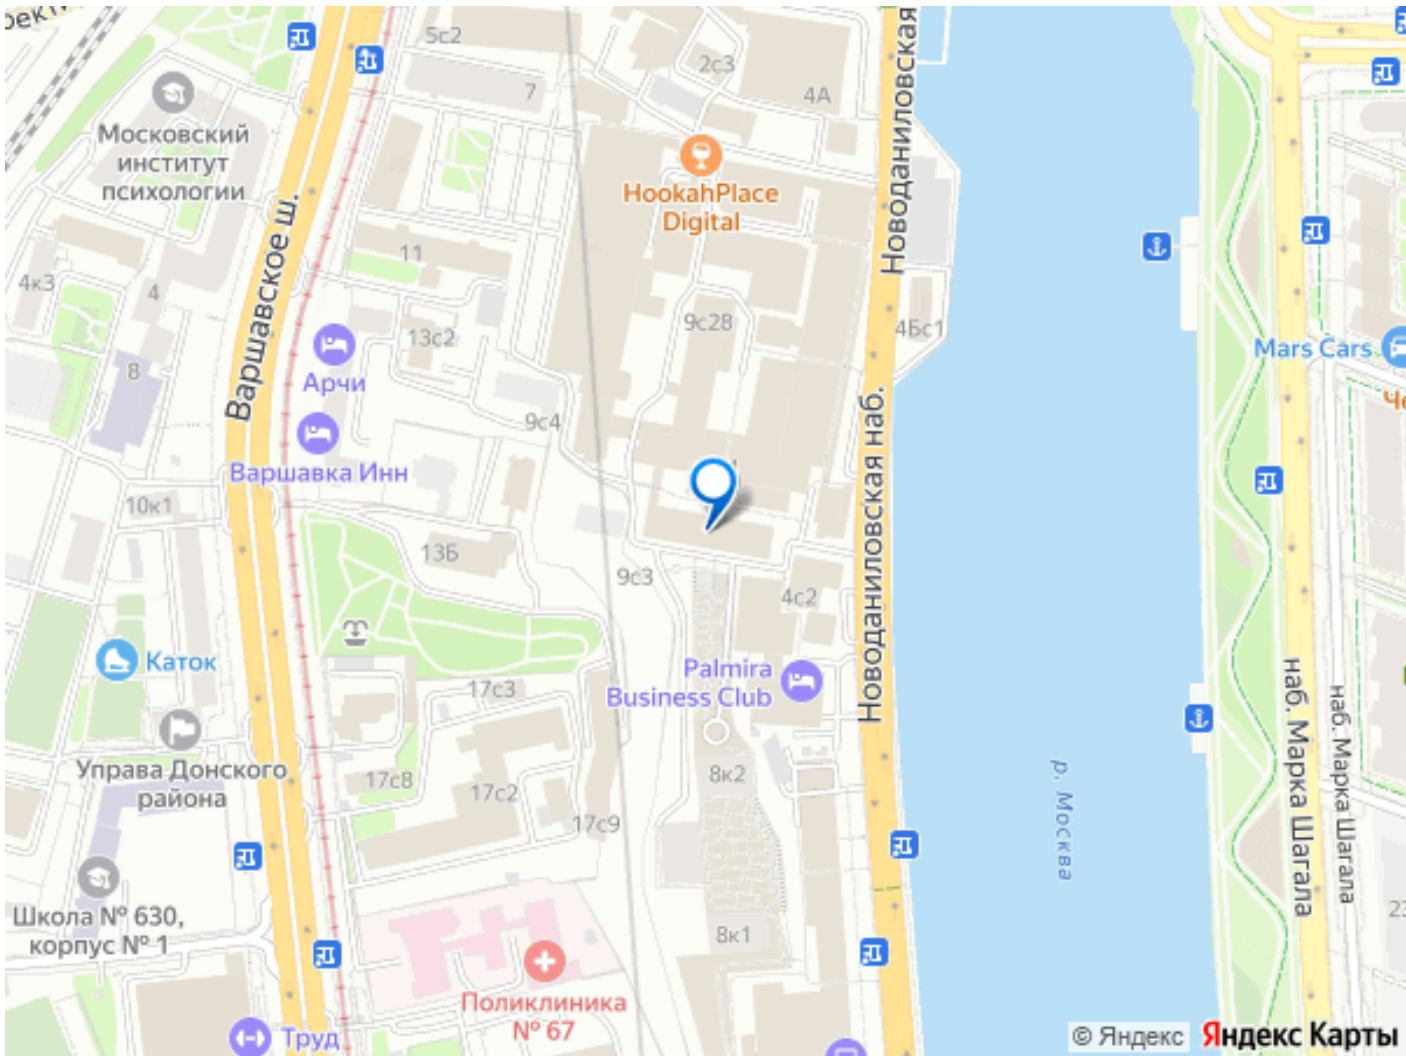 5с2
2с3
7
4А
Новоданиловская
Московский
институт
психологии
HookahPlace
Digital
Варшавское ш.
11
4к3
4
13с2
9с28
4Бс1
Mars Cars
8
Арчи
9с4
Варшавка Инн
10к1
13Б
Новоданиловская наб.
9с3
4с2
Каток
Palmira
Business Club
17с3
Управа Донского
района
17с8
17с2
8к2
17с9
р. Москва
наб. Марка Шагала
наб. Марка Шагала
Школа № 630,
корпус № 1
8к1
Поликлиника
№ 67
Труд
© Яндекс
Яндекс Карты